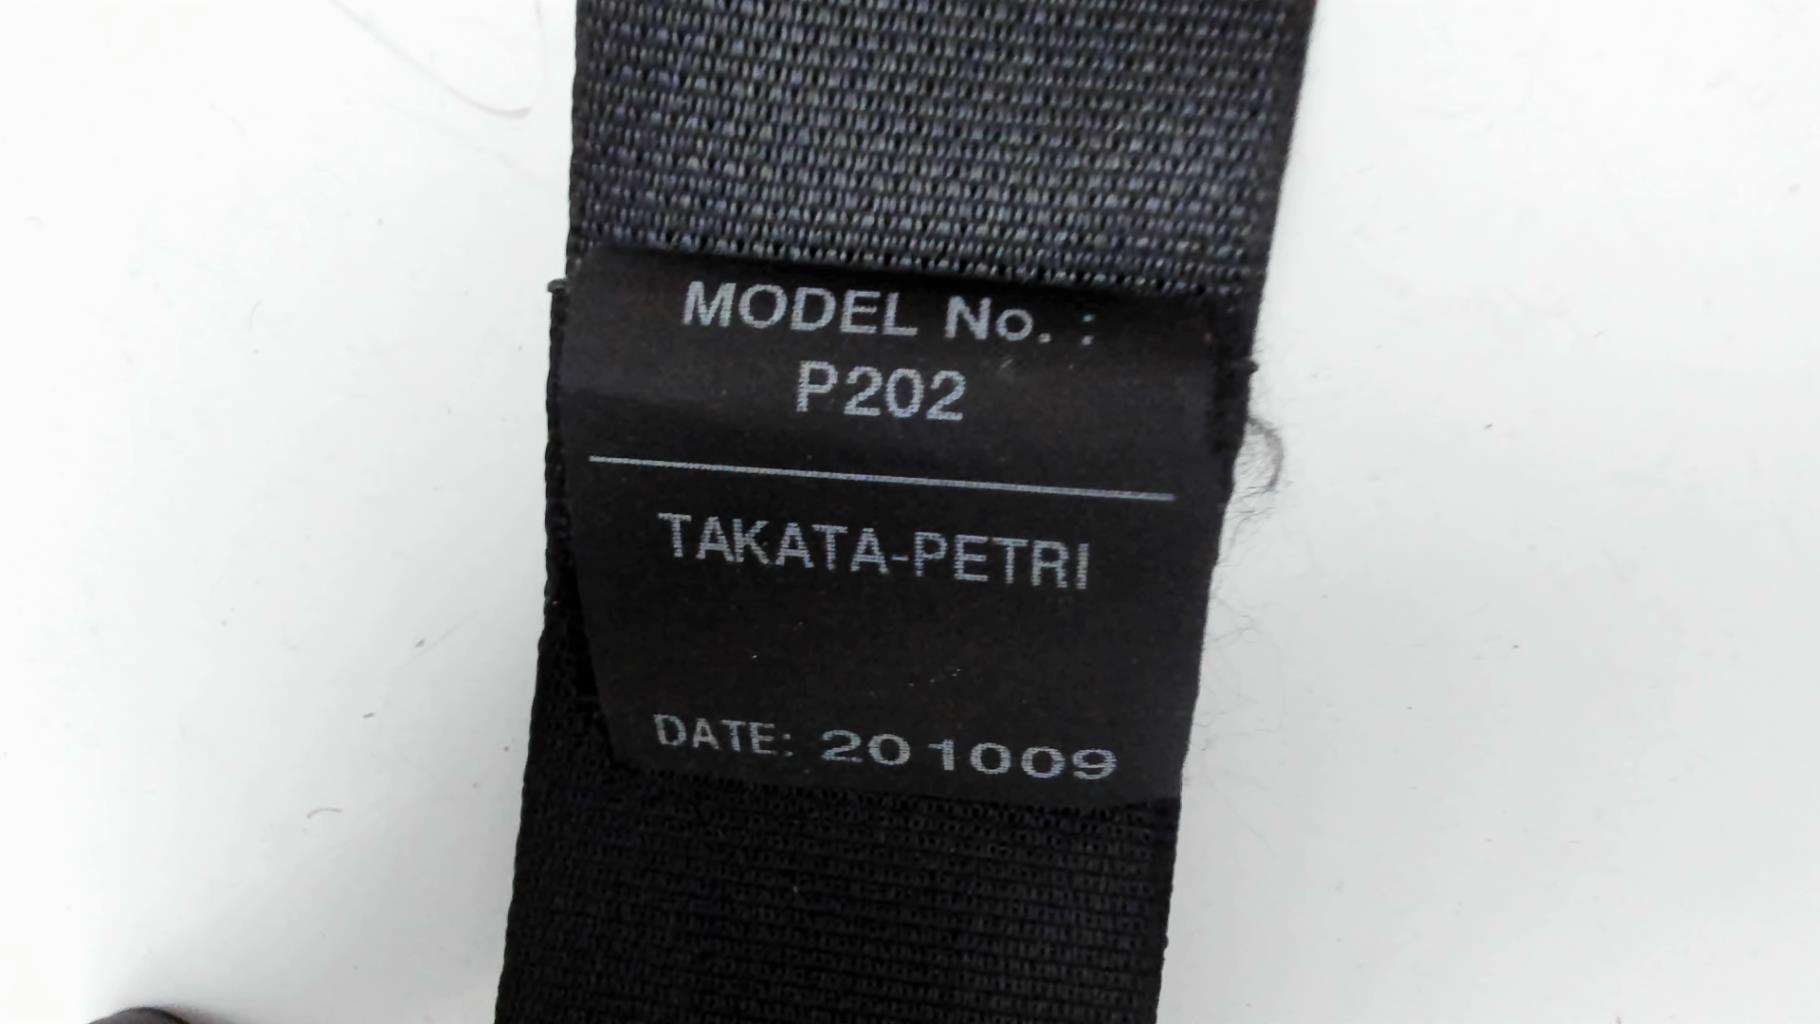 MODEL No. :
P202
TAKATA-PETRI
DATE: 201009